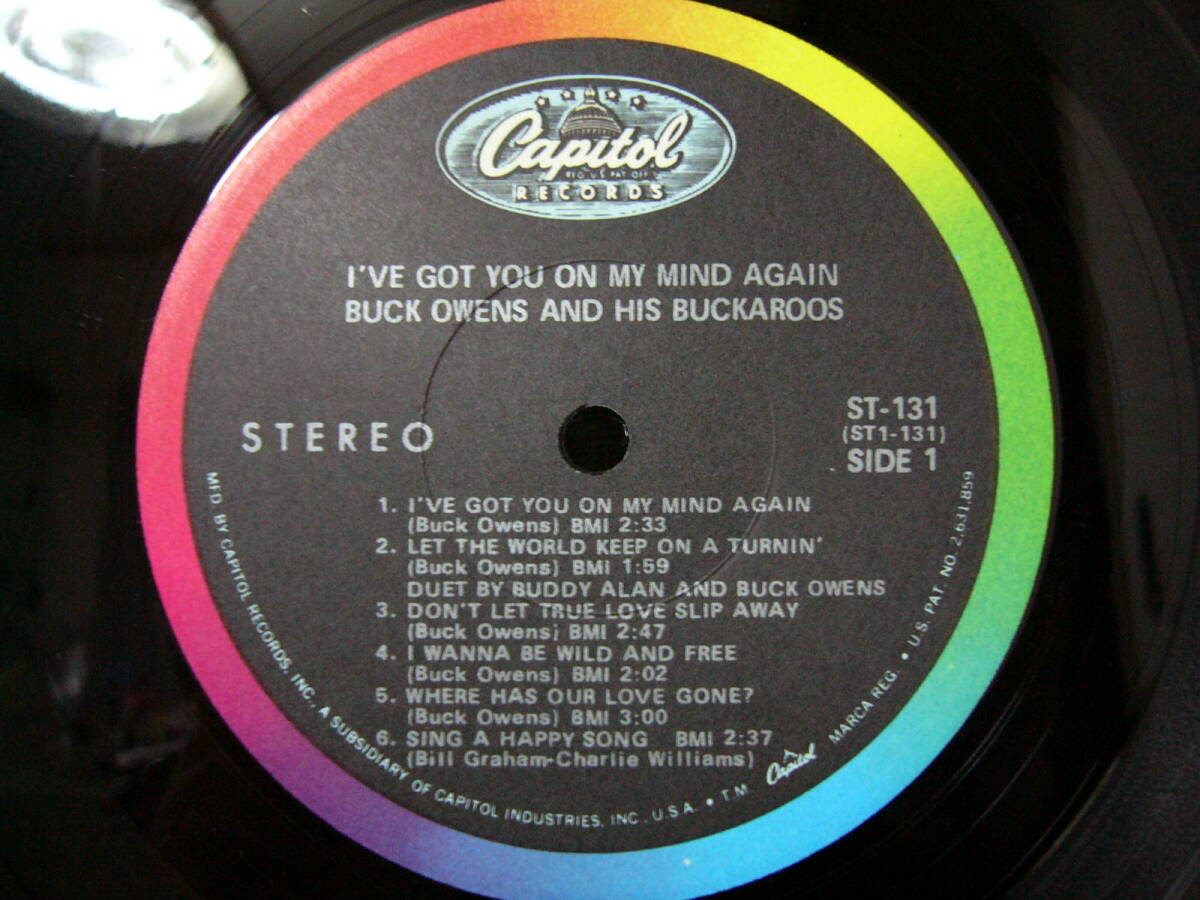 Capitol
REG. U.S. PAT. OFF.
RECORDS
I'VE GOT YOU ON MY MIND AGAIN
BUCK OWENS AND HIS BUCKAROOS
STEREO
ST-131
(ST1-131)
SIDE 1
1. I'VE GOT YOU ON MY MIND AGAIN
(Buck Owens) BMI 2:33
2. LET THE WORLD KEEP ON A TURNIN'
(Buck Owens) BMI 1:59
DUET BY BUDDY ALAN AND BUCK OWENS
3. DON'T LET TRUE LOVE SLIP AWAY
(Buck Owens) BMI 2:47
4. I WANNA BE WILD AND FREE
(Buck Owens) BMI 2:02
5. WHERE HAS OUR LOVE GONE?
(Buck Owens) BMI 3:00
6. SING A HAPPY SONG BMI 2:37
(Bill Graham-Charlie Williams)
MFD. BY CAPITOL RECORDS, INC., A SUBSIDIARY OF CAPITOL INDUSTRIES, INC., U.S.A. • T.M. Capitol MARCA REG. • U.S. PAT. NO. 2,631,859